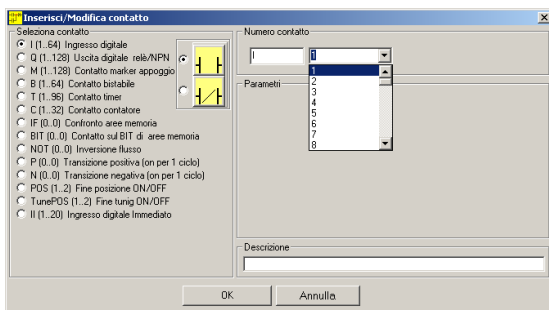 Inserisci/Modifica contatto
Seleziona contatto
I (1..64) Ingresso digitale
Q (1..128) Uscita digitale relè/NPN
M (1..128) Contatto marker appoggio
B (1..64) Contatto bistabile
T (1..96) Contatto timer
C (1..32) Contatto contatore
IF (0..0) Confronto aree memoria
BIT (0..0) Contatto sul BIT di aree memoria
NOT (0..0) Inversione flusso
P (0..0) Transizione positiva (on per 1 ciclo)
N (0..0) Transizione negativa (on per 1 ciclo)
POS (1..2) Fine posizione ON/OFF
TunePOS (1..2) Fine tunig ON/OFF
II (1..20) Ingresso digitale Immediato
Numero contatto
I
1
1
2
3
4
5
6
7
8
Parametri
Descrizione
OK
Annulla